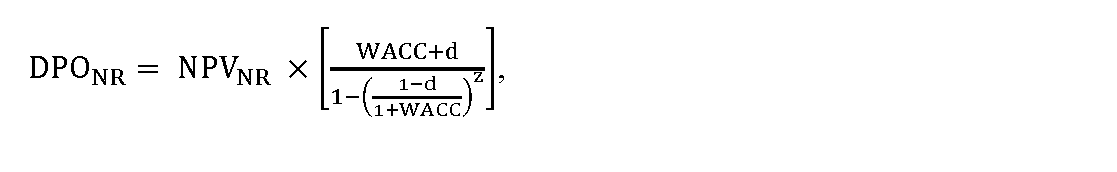 DPO_NR = NPV_NR × [ (WACC+d) / (1−((1−d)/(1+WACC))^z) ],